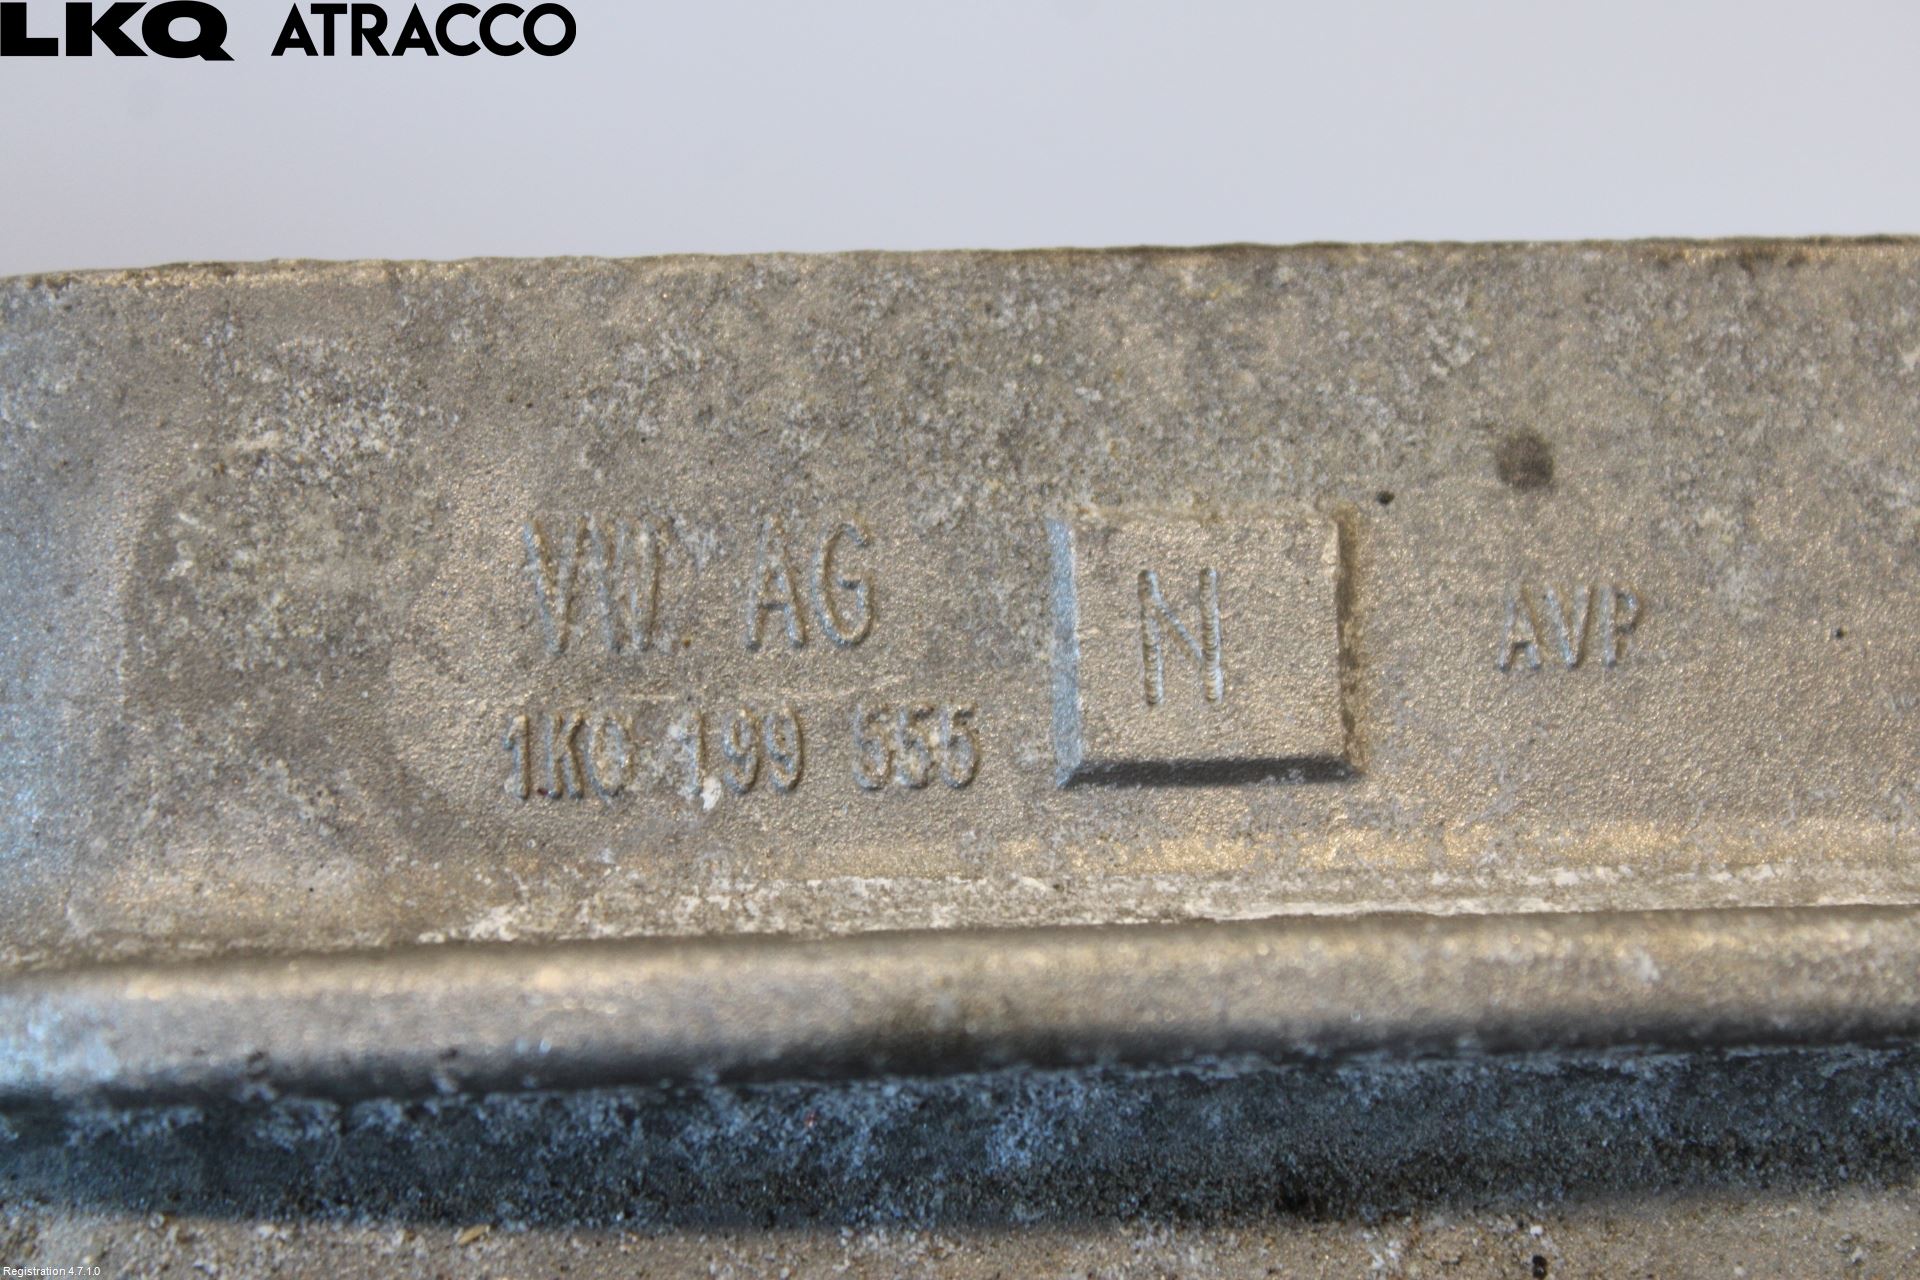 LKQ ATRACCO
VW AG
1K0 199 555
N
AVP
Registration 4.7.1.0